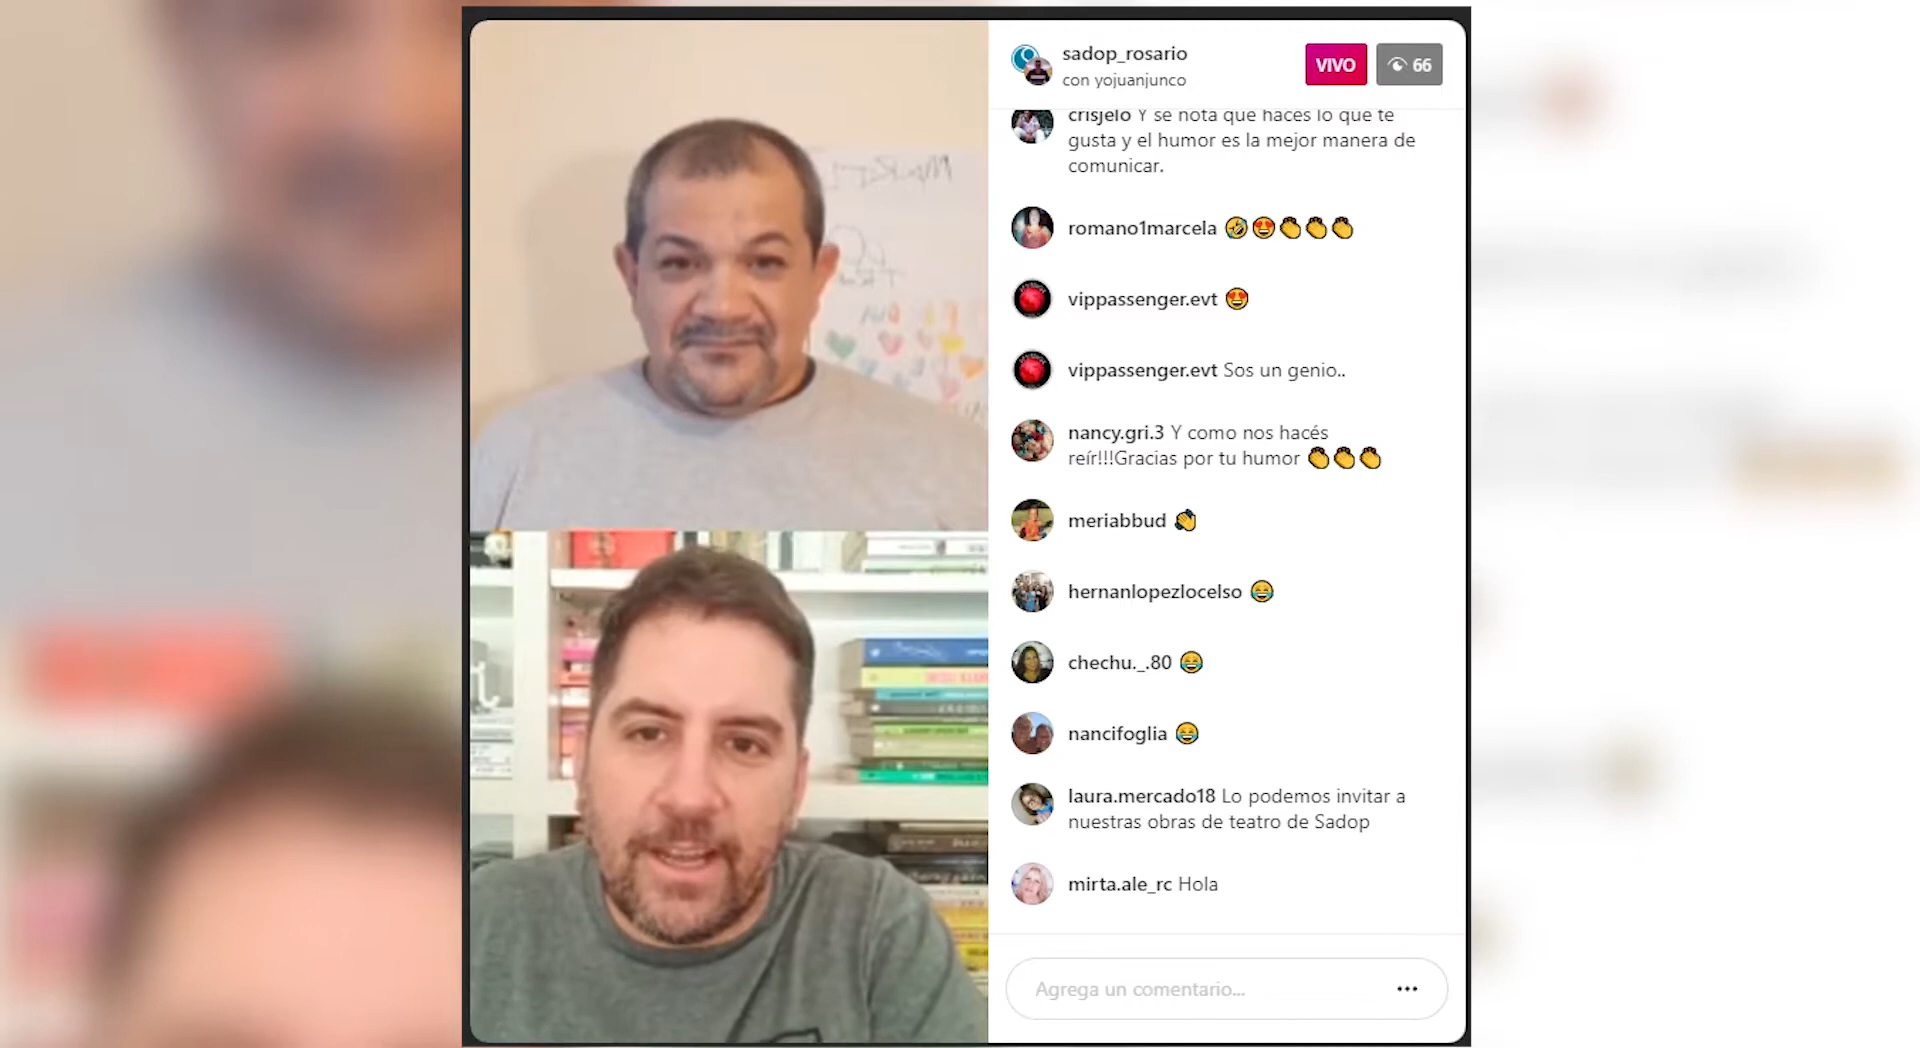 sadop_rosario
con yojuanjunco
VIVO
66
crisjelo Y se nota que haces lo que te
gusta y el humor es la mejor manera de
comunicar.
romano1marcela 🤣😍👏👏👏
vippassenger.evt 😍
vippassenger.evt Sos un genio..
nancy.gri.3 Y como nos hacés
reír!!!Gracias por tu humor 👏👏👏
meriabbud 👏
hernanlopezlocelso 😂
chechu._.80 😂
nancifoglia 😂
laura.mercado18 Lo podemos invitar a
nuestras obras de teatro de Sadop
mirta.ale_rc Hola
Agrega un comentario...